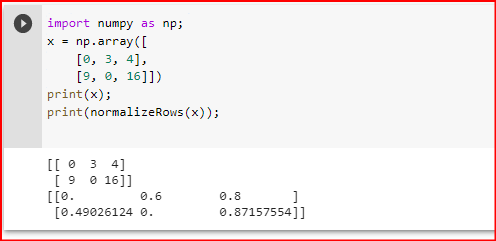 import numpy as np;
x = np.array([
    [0, 3, 4],
    [9, 0, 16]])
print(x);
print(normalizeRows(x));
[[ 0  3  4]
 [ 9  0 16]]
[[0.         0.6        0.8       ]
 [0.49026124 0.         0.87157554]]